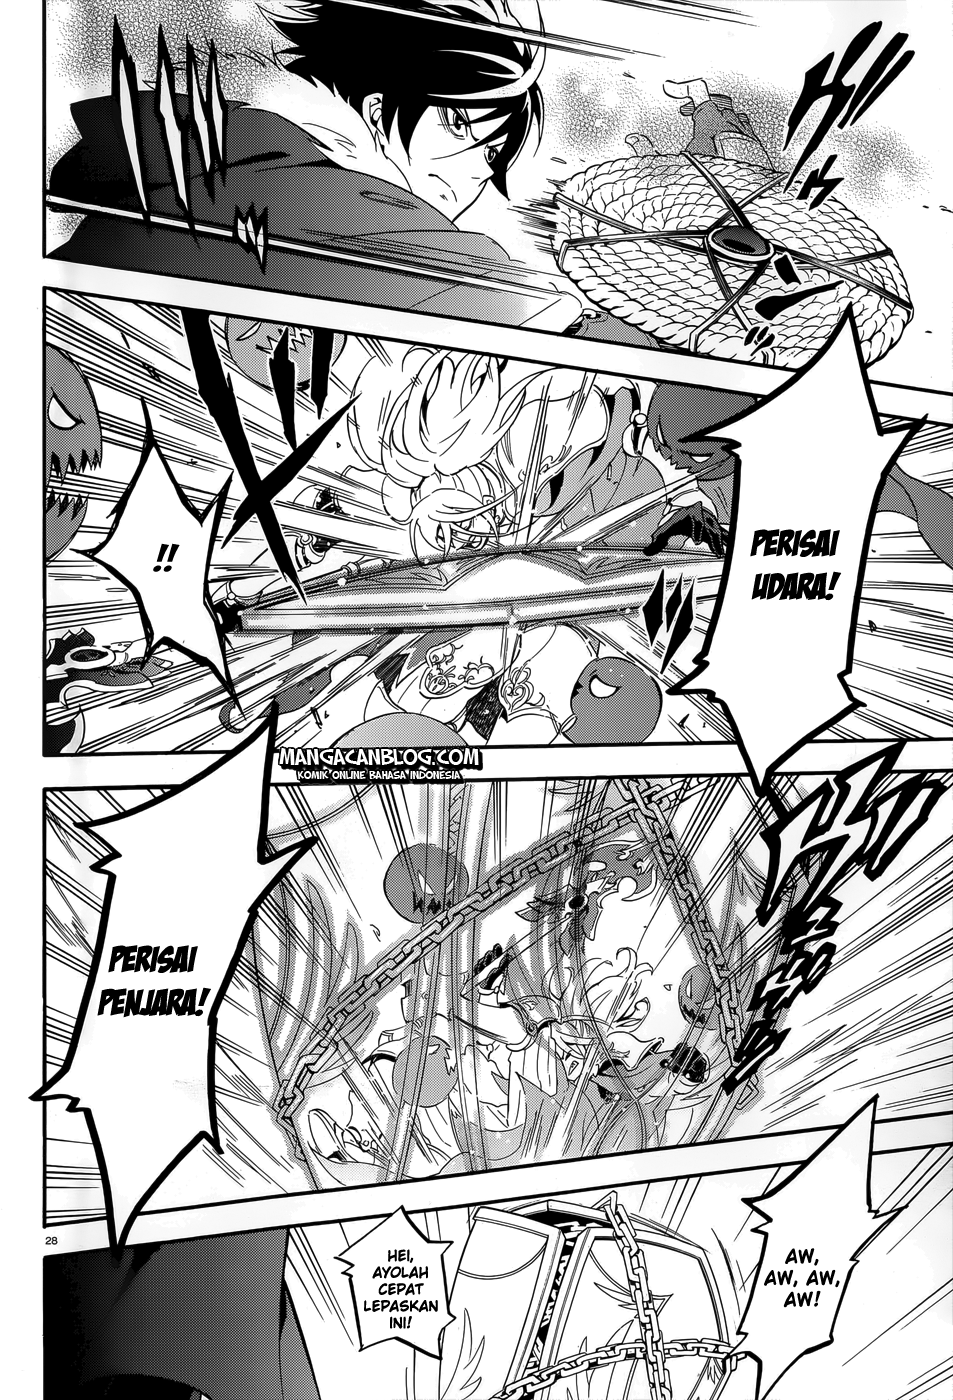 PERISAI
UDARA!
!!
MANGACANBLOG.COM
KOMIK ONLINE BAHASA INDONESIA
PERISAI
PENJARA!
28
AW,
AW, AW, AW,
AW!
HEI,
AYOLAH
CEPAT
LEPASKAN
INI!